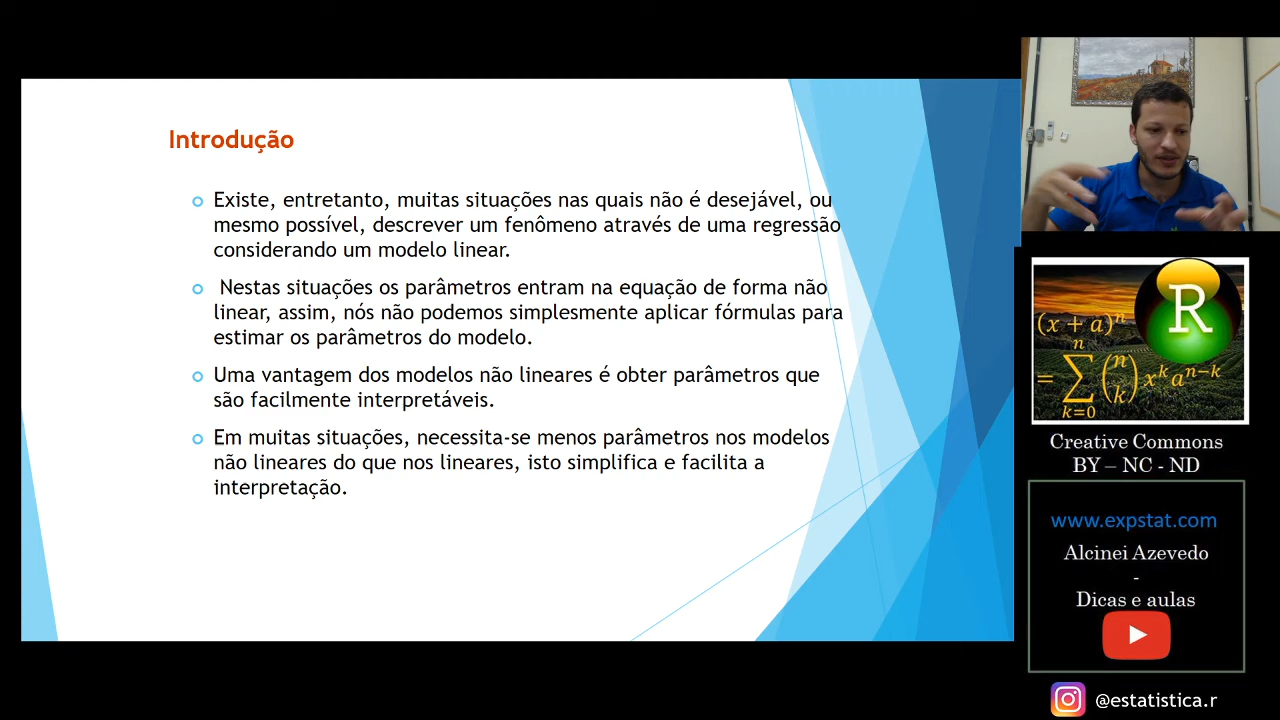 Introdução
Existe, entretanto, muitas situações nas quais não é desejável, ou
mesmo possível, descrever um fenômeno através de uma regressão
considerando um modelo linear.
Nestas situações os parâmetros entram na equação de forma não
linear, assim, nós não podemos simplesmente aplicar fórmulas para
estimar os parâmetros do modelo.
Uma vantagem dos modelos não lineares é obter parâmetros que
são facilmente interpretáveis.
Em muitas situações, necessita-se menos parâmetros nos modelos
não lineares do que nos lineares, isto simplifica e facilita a
interpretação.
R
(x + a)^n
= ∑_{k=0}^{n} (n k) x^k a^{n-k}
Creative Commons
BY – NC - ND
www.expstat.com
Alcinei Azevedo
-
Dicas e aulas
@estatistica.r